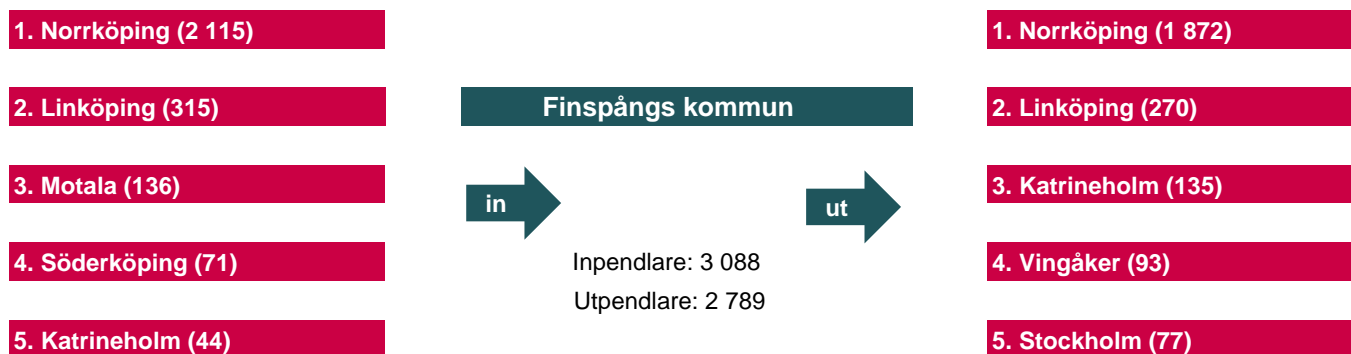 1. Norrköping (2 115)
2. Linköping (315)
3. Motala (136)
4. Söderköping (71)
5. Katrineholm (44)
Finspångs kommun
in
ut
Inpendlare: 3 088
Utpendlare: 2 789
1. Norrköping (1 872)
2. Linköping (270)
3. Katrineholm (135)
4. Vingåker (93)
5. Stockholm (77)